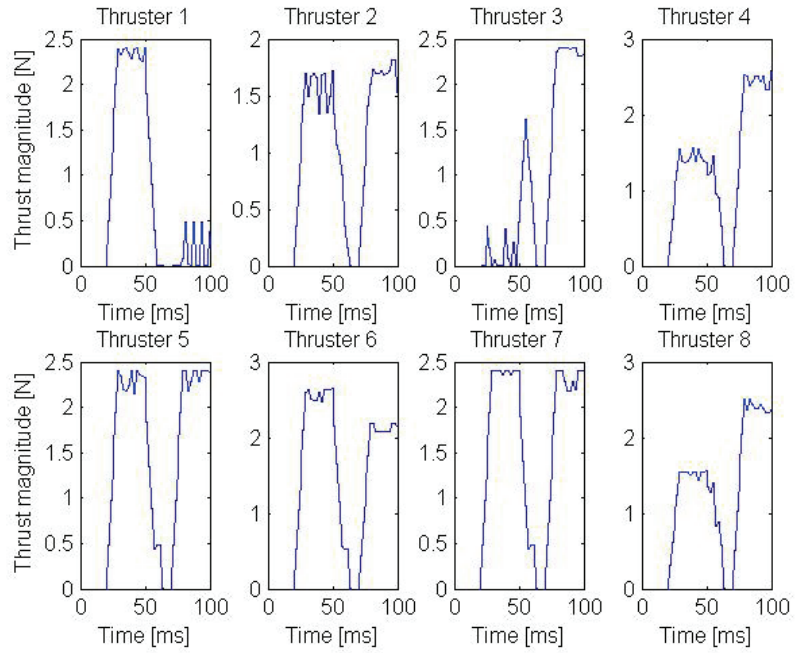 Thruster 1
Thruster 2
Thruster 3
Thruster 4
Thrust magnitude [N]
2.5
2
1.5
1
0.5
0
2
1.5
1
0.5
0
2.5
2
1.5
1
0.5
0
3
2
1
0
0 50 100
0 50 100
0 50 100
0 50 100
Time [ms]
Time [ms]
Time [ms]
Time [ms]
Thruster 5
Thruster 6
Thruster 7
Thruster 8
Thrust magnitude [N]
2.5
2
1.5
1
0.5
0
3
2
1
0
2.5
2
1.5
1
0.5
0
3
2
1
0
0 50 100
0 50 100
0 50 100
0 50 100
Time [ms]
Time [ms]
Time [ms]
Time [ms]